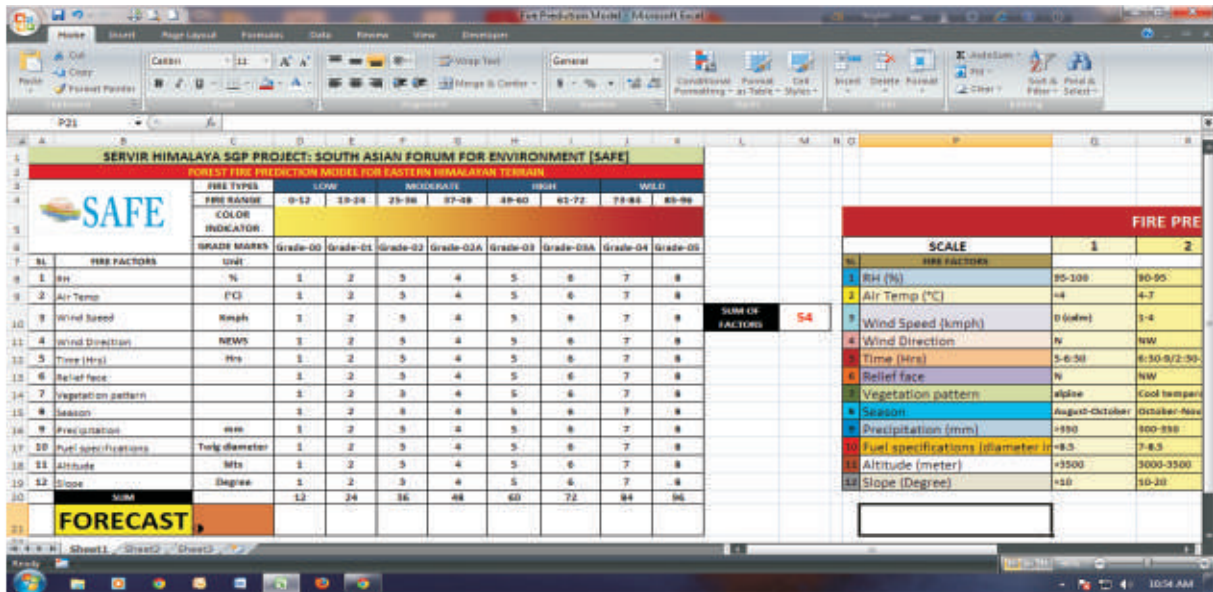 Fire Prediction Model - Microsoft Excel
Home Insert Page Layout Formulas Data Review View Developer
Cut
Copy
Format Painter
Paste
Calibri 11
Wrap Text
Merge & Center
General
Conditional Formatting
Format as Table
Cell Styles
Insert Delete Format
AutoSum
Fill
Clear
Sort & Filter
Find & Select
P21
SERVIR HIMALAYA SGP PROJECT: SOUTH ASIAN FORUM FOR ENVIRONMENT [SAFE]
FOREST FIRE PREDICTION MODEL FOR EASTERN HIMALAYAN TERRAIN
SAFE
FIRE TYPES LOW MODERATE HIGH WILD
FIRE RANGE 0-12 13-24 25-36 37-48 49-60 61-72 73-84 85-96
COLOR INDICATOR
GRADE MARKS Grade-00 Grade-01 Grade-02 Grade-02A Grade-03 Grade-03A Grade-04 Grade-05
SL FIRE FACTORS Unit
1 RH % 1 2 3 4 5 6 7 8
2 Air Temp (°C) 1 2 3 4 5 6 7 8
3 Wind Speed Kmph 1 2 3 4 5 6 7 8
4 Wind Direction NEWS 1 2 3 4 5 6 7 8
5 Time (Hrs) Hrs 1 2 3 4 5 6 7 8
6 Relief face 1 2 3 4 5 6 7 8
7 Vegetation pattern 1 2 3 4 5 6 7 8
8 Season 1 2 3 4 5 6 7 8
9 Precipitation mm 1 2 3 4 5 6 7 8
10 Fuel specifications Twig diameter 1 2 3 4 5 6 7 8
11 Altitude Mts 1 2 3 4 5 6 7 8
12 Slope Degree 1 2 3 4 5 6 7 8
SUM 12 24 36 48 60 72 84 96
FORECAST
SUM OF FACTORS 54
FIRE PRE
SCALE 1 2
SL FIRE FACTORS
1 RH (%) 95-100 90-95
2 Air Temp (°C) <4 4-7
3 Wind Speed (kmph) 0 (calm) 1-4
4 Wind Direction N NW
5 Time (Hrs) 5-6:30 6:30-8/2:30-
6 Relief face N NW
7 Vegetation pattern alpine Cool tempera
8 Season August-October October-Nov
9 Precipitation (mm) >350 300-350
10 Fuel specifications (diameter in <8.5 7-8.5
11 Altitude (meter) >3500 3000-3500
12 Slope (Degree) <10 10-20
Sheet1 Sheet2 Sheet3
Ready
10:54 AM